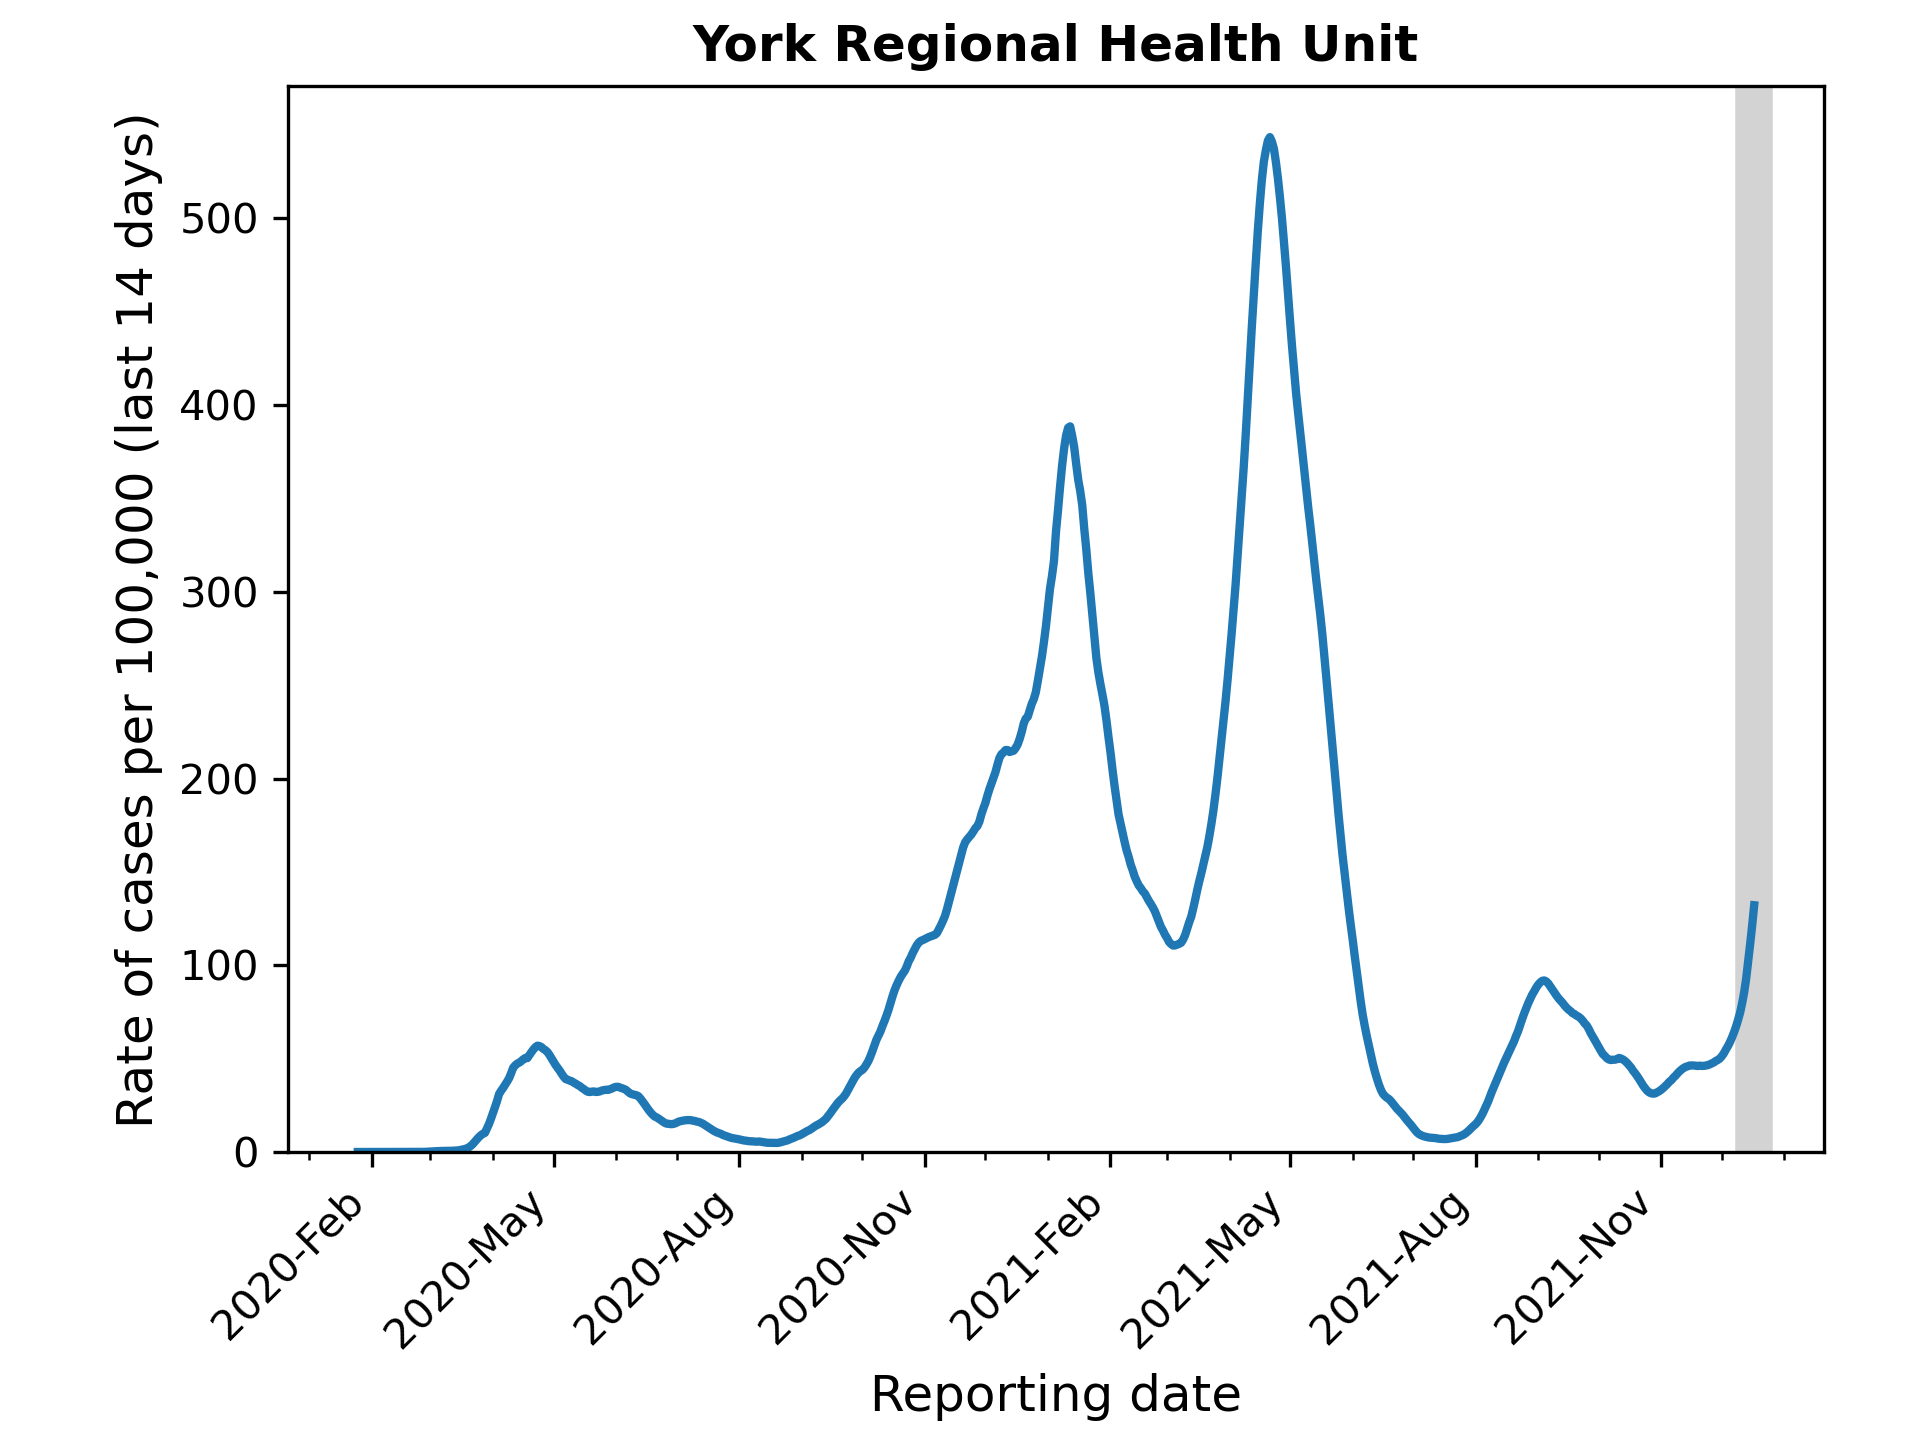 York Regional Health Unit
Rate of cases per 100,000 (last 14 days)
500
400
300
200
100
0
2020-Feb
2020-May
2020-Aug
2020-Nov
2021-Feb
2021-May
2021-Aug
2021-Nov
Reporting date